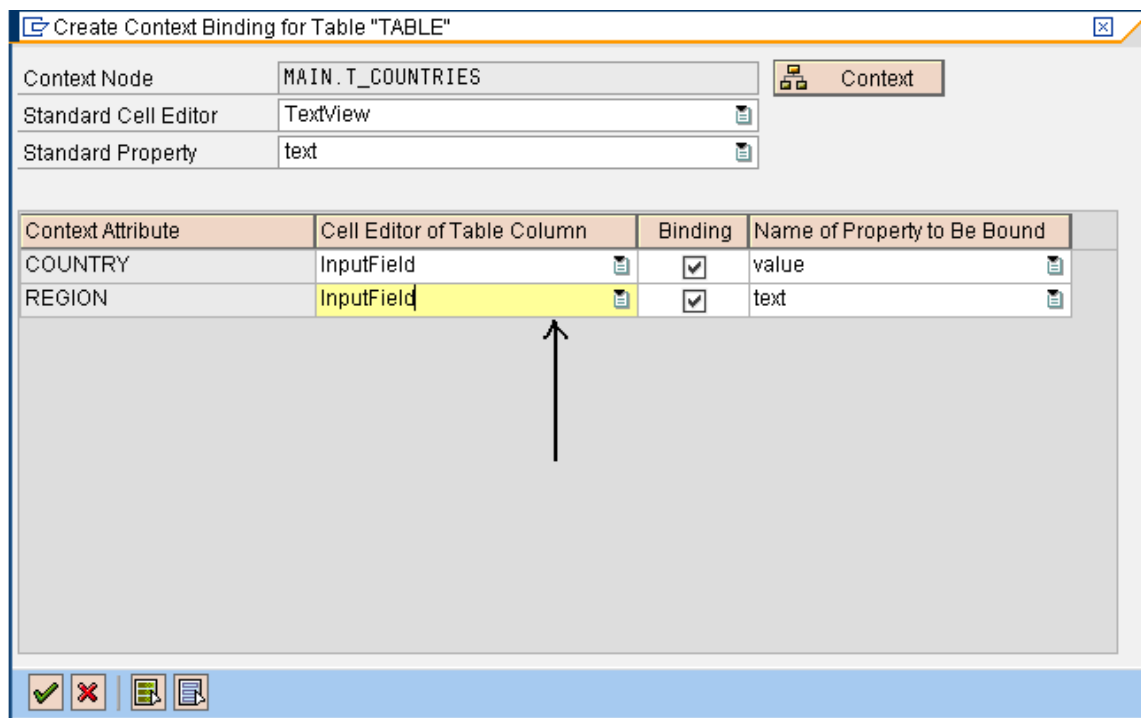 Create Context Binding for Table "TABLE"
Context Node MAIN.T_COUNTRIES Context
Standard Cell Editor TextView
Standard Property text
Context Attribute Cell Editor of Table Column Binding Name of Property to Be Bound
COUNTRY InputField value
REGION InputField text